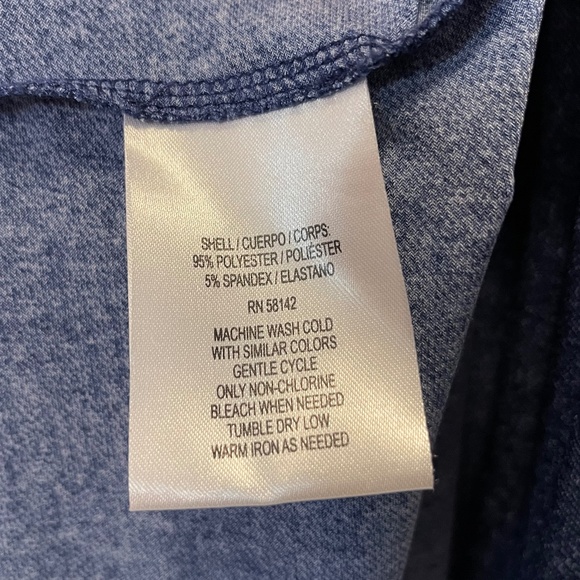 SHELL / CUERPO / CORPS:
95% POLYESTER / POLIÉSTER
5% SPANDEX / ELASTANO
RN 58142
MACHINE WASH COLD
WITH SIMILAR COLORS
GENTLE CYCLE
ONLY NON-CHLORINE
BLEACH WHEN NEEDED
TUMBLE DRY LOW
WARM IRON AS NEEDED